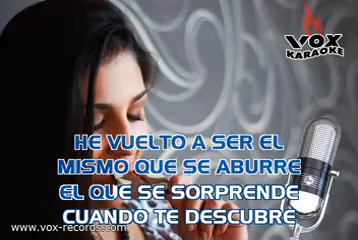 VOX
KARAOKE
HE VUELTO A SER EL
MISMO QUE SE ABURRE
EL QUE SE SORPRENDE
CUANDO TE DESCUBRE
www.vox-records.com